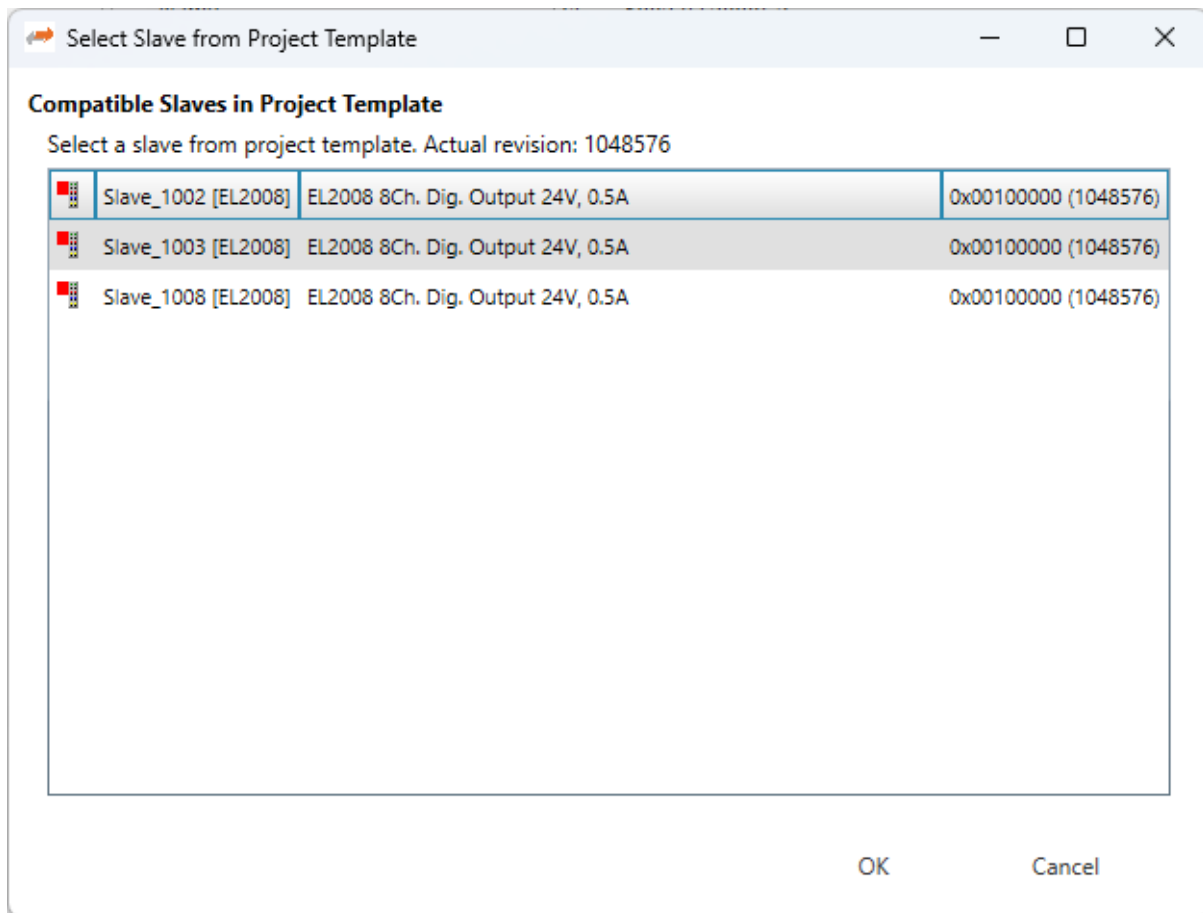 Select Slave from Project Template
Compatible Slaves in Project Template
Select a slave from project template. Actual revision: 1048576
Slave_1002 [EL2008] EL2008 8Ch. Dig. Output 24V, 0.5A 0x00100000 (1048576)
Slave_1003 [EL2008] EL2008 8Ch. Dig. Output 24V, 0.5A 0x00100000 (1048576)
Slave_1008 [EL2008] EL2008 8Ch. Dig. Output 24V, 0.5A 0x00100000 (1048576)
OK Cancel